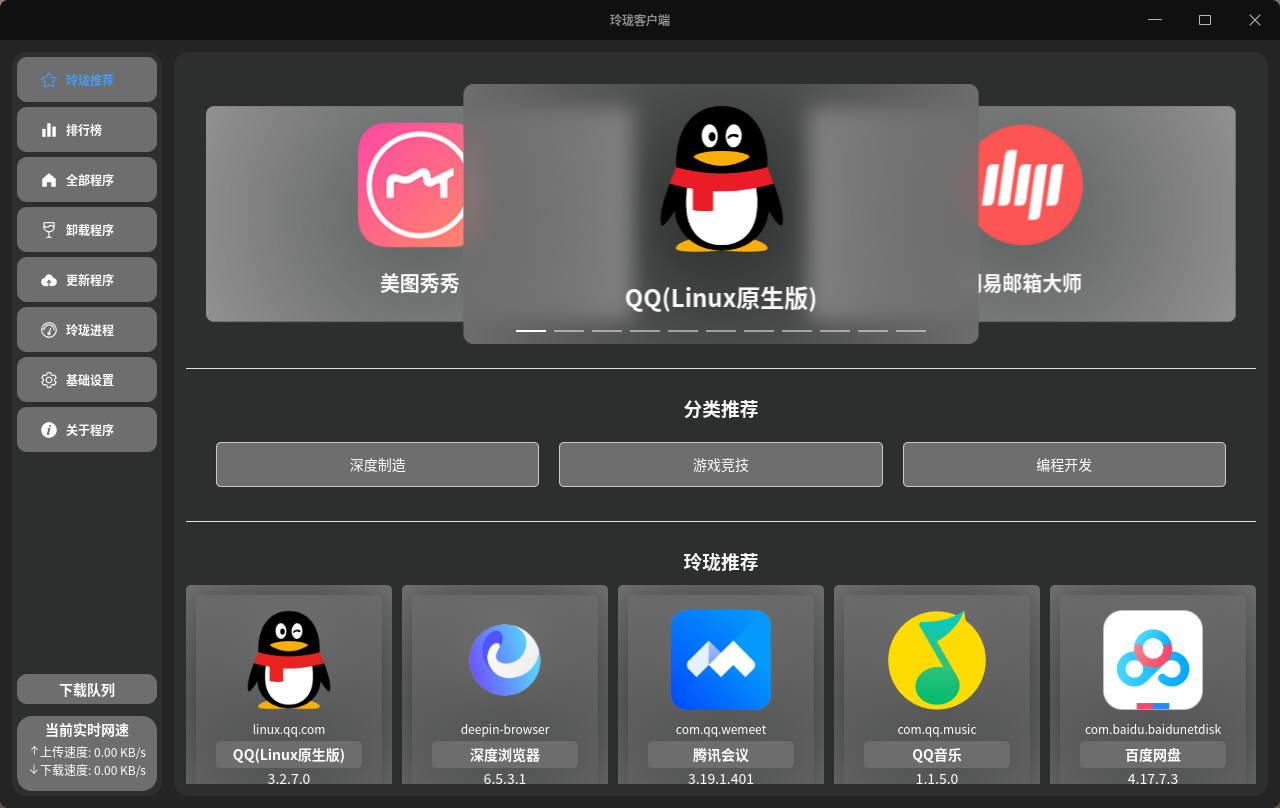 玲珑客户端
玲珑推荐
排行榜
全部程序
卸载程序
更新程序
玲珑进程
基础设置
关于程序
下载队列
当前实时网速
↑上传速度: 0.00 KB/s
↓下载速度: 0.00 KB/s
美图秀秀
QQ(Linux原生版)
易邮箱大师
分类推荐
深度制造
游戏竞技
编程开发
玲珑推荐
linux.qq.com
QQ(Linux原生版)
3.2.7.0
deepin-browser
深度浏览器
6.5.3.1
com.qq.wemeet
腾讯会议
3.19.1.401
com.qq.music
QQ音乐
1.1.5.0
com.baidu.baidunetdisk
百度网盘
4.17.7.3